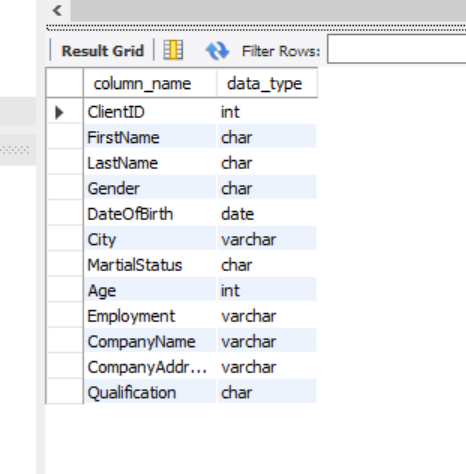 Result Grid Filter Rows:
column_name data_type
ClientID int
FirstName char
LastName char
Gender char
DateOfBirth date
City varchar
MartialStatus char
Age int
Employment varchar
CompanyName varchar
CompanyAddr... varchar
Qualification char